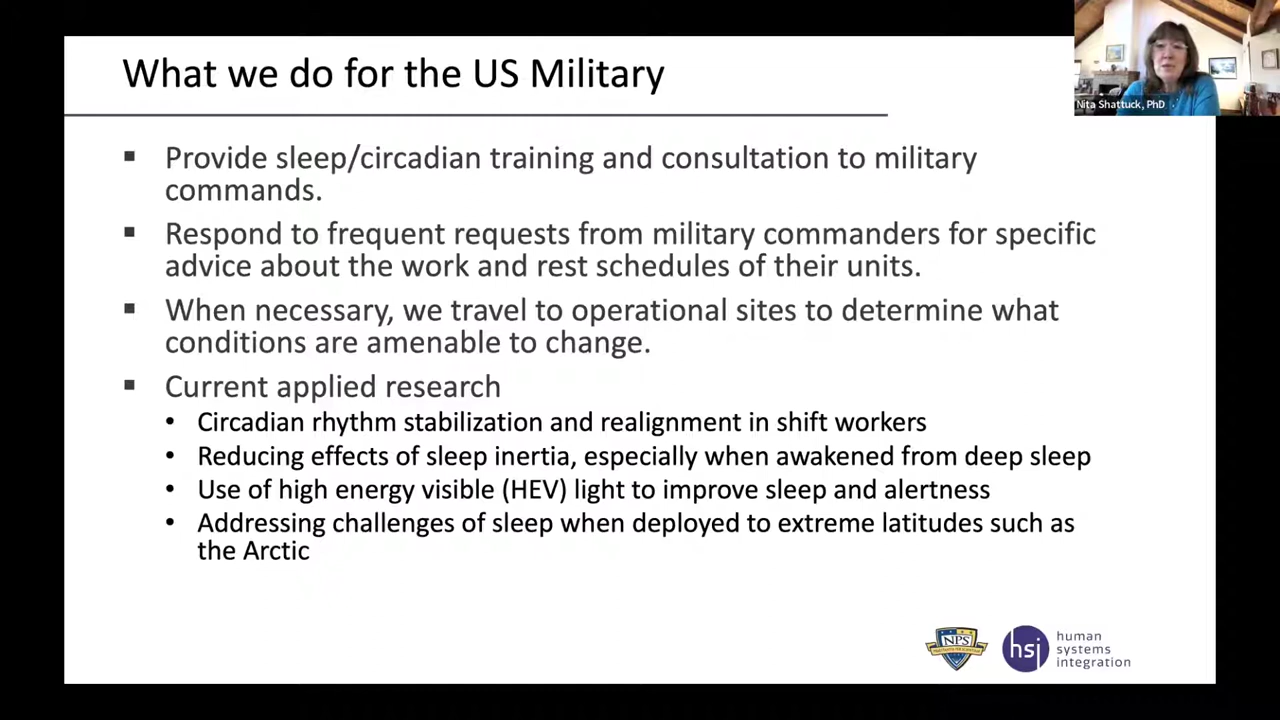 What we do for the US Military
Nita Shattuck, PhD
▪ Provide sleep/circadian training and consultation to military
commands.
▪ Respond to frequent requests from military commanders for specific
advice about the work and rest schedules of their units.
▪ When necessary, we travel to operational sites to determine what
conditions are amenable to change.
▪ Current applied research
• Circadian rhythm stabilization and realignment in shift workers
• Reducing effects of sleep inertia, especially when awakened from deep sleep
• Use of high energy visible (HEV) light to improve sleep and alertness
• Addressing challenges of sleep when deployed to extreme latitudes such as
the Arctic
NPS
hsi
human
systems
integration